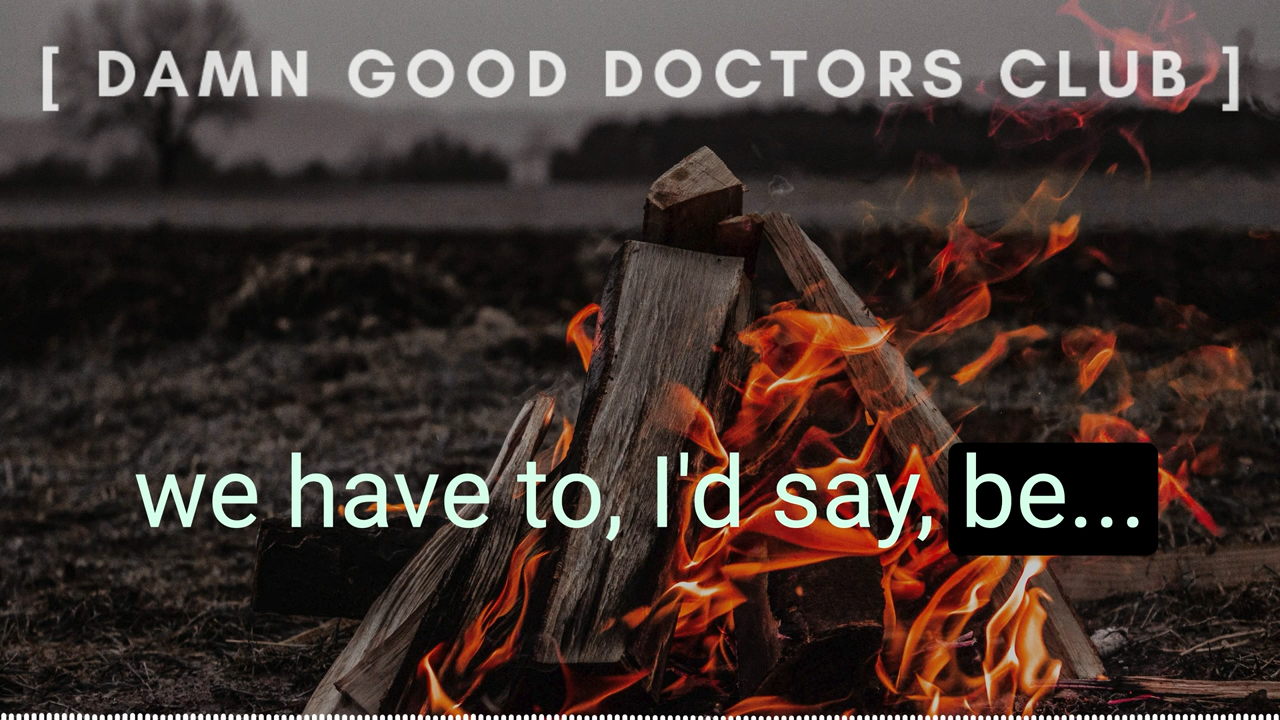 [ DAMN GOOD DOCTORS CLUB ]
we have to, I'd say, be...